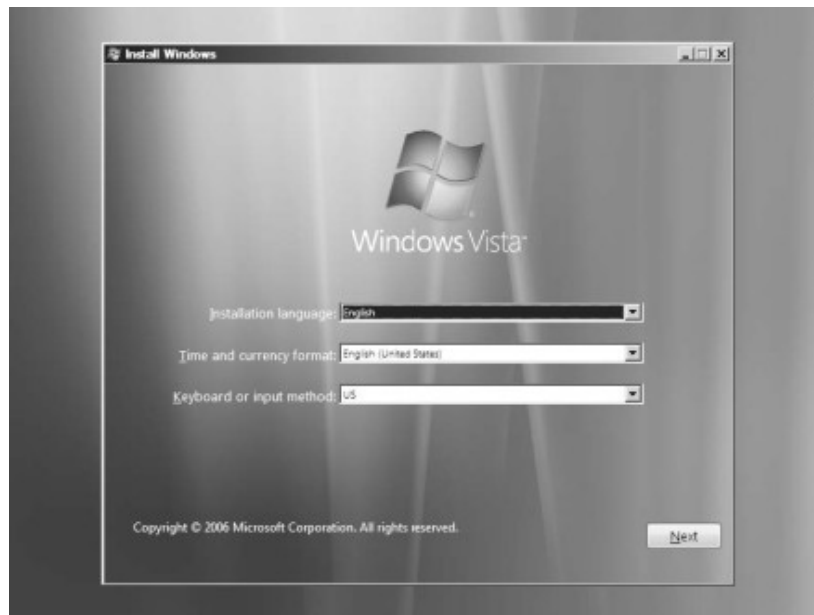 Install Windows
Windows Vista™
Installation language: English
Time and currency format: English (United States)
Keyboard or input method: US
Copyright © 2006 Microsoft Corporation. All rights reserved.
Next